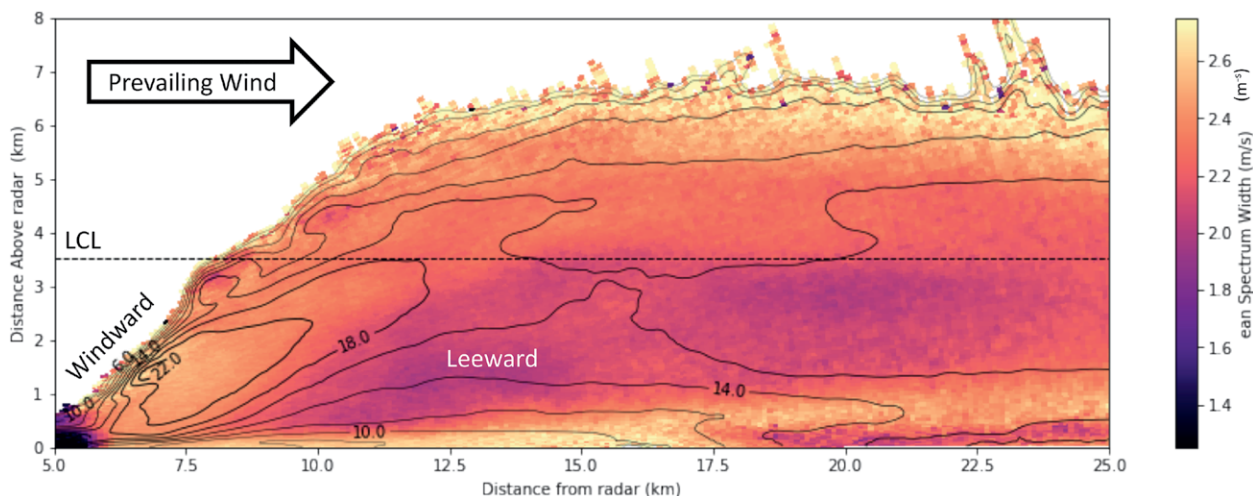 8
7
6
5
4
3
2
1
0
Distance Above radar (km)
Prevailing Wind
LCL
Windward
Leeward
6.0
14.0
22.0
10.0
18.0
14.0
10.0
5.0 7.5 10.0 12.5 15.0 17.5 20.0 22.5 25.0
Distance from radar (km)
2.6
2.4
2.2
2.0
1.8
1.6
1.4
ean Spectrum Width (m/s) (m⁻ˢ)